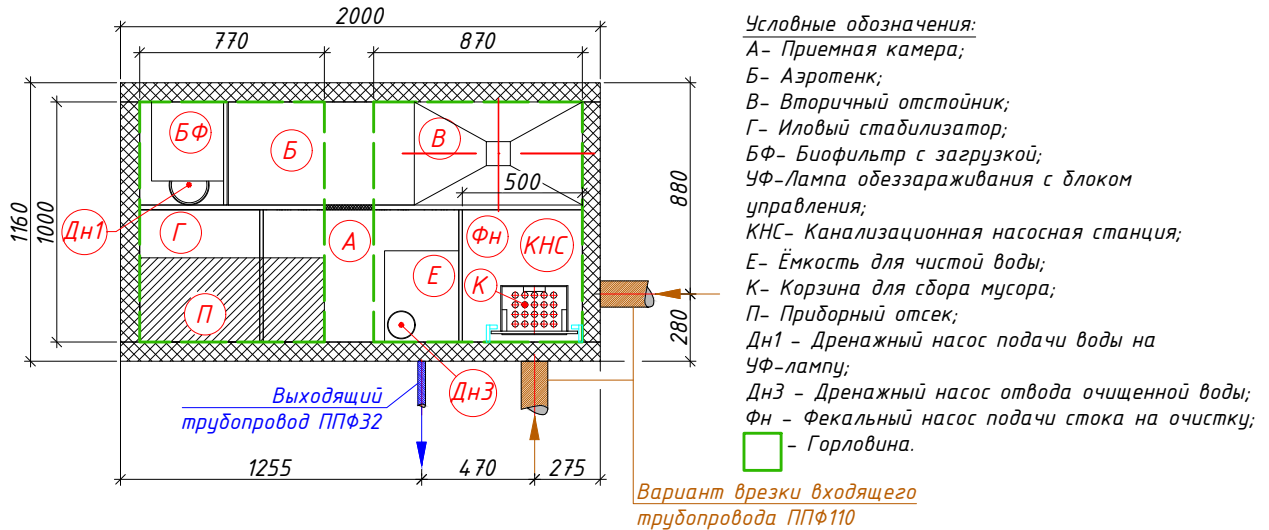 2000
770
870
Условные обозначения:
А- Приемная камера;
Б- Аэротенк;
В- Вторичный отстойник;
Г- Иловый стабилизатор;
БФ- Биофильтр с загрузкой;
УФ-Лампа обеззараживания с блоком
управления;
КНС- Канализационная насосная станция;
Е- Ёмкость для чистой воды;
К- Корзина для сбора мусора;
П- Приборный отсек;
Дн1 - Дренажный насос подачи воды на
УФ-лампу;
Дн3 - Дренажный насос отвода очищенной воды;
Фн - Фекальный насос подачи стока на очистку;
- Горловина.
1160
1000
БФ
Б
В
500
880
Дн1
Г
А
Фн
КНС
Е
К
П
280
Дн3
Выходящий
трубопровод ППФ32
1255
470
275
Вариант врезки входящего
трубопровода ППФ110